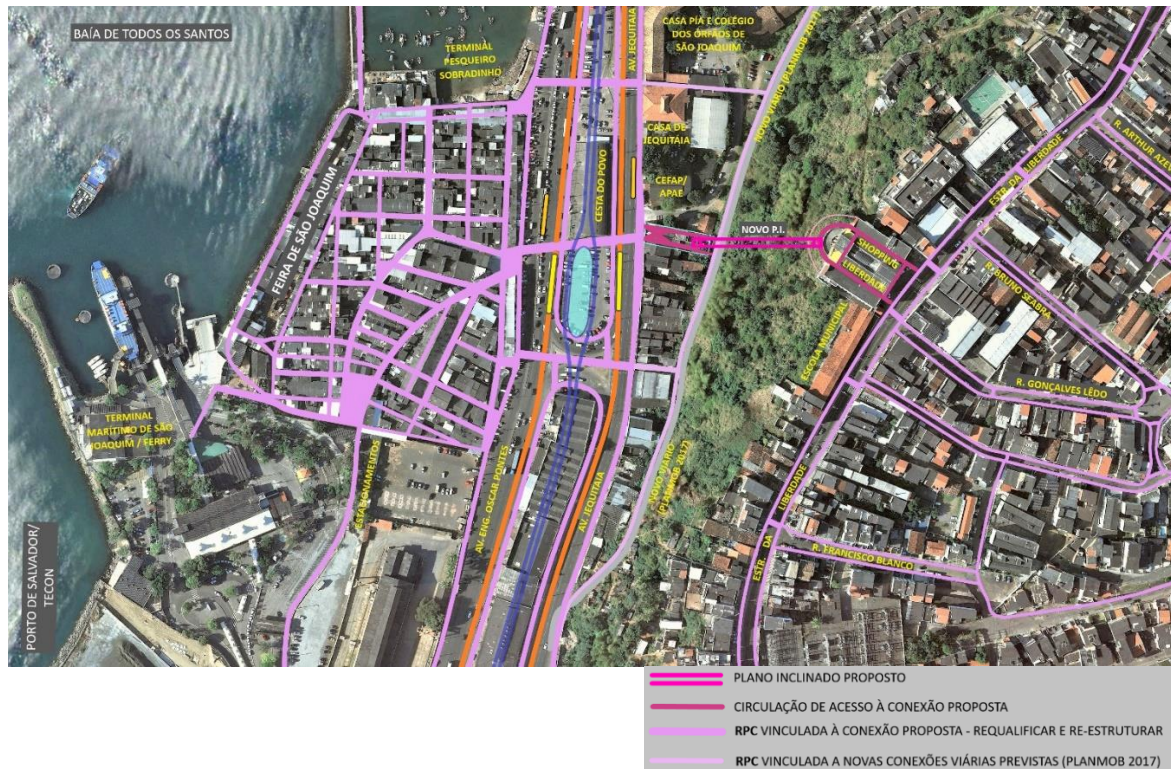 BAÍA DE TODOS OS SANTOS
TERMINAL
PESQUEIRO
SOBRADINHO
AV. JEQUITAIA
CASA PIA E COLÉGIO
DOS ÓRFÃOS DE
SÃO JOAQUIM
NOVO VIÁRIO (PLANMOB 2017)
CASA DE
JEQUITAIA
CEFAP/
APAE
CESTA DO POVO
FEIRA DE SÃO JOAQUIM
NOVO P.I.
SHOPPING
LIBERDADE
ESTR. DA LIBERDADE
R. ARTHUR AZEV
R. BRUNO SEABRA
R. GONÇALVES LÊDO
ESCOLA MUNICIPAL
TERMINAL
MARÍTIMO DE SÃO
JOAQUIM / FERRY
ESTACIONAMENTOS
AV. ENG. OSCAR PONTES
AV. JEQUITAIA
NOVO VIÁRIO
(PLANMOB 2017)
ESTR. DA LIBERDADE
R. FRANCISCO BLANCO
PORTO DE SALVADOR/
TECON
PLANO INCLINADO PROPOSTO
CIRCULAÇÃO DE ACESSO À CONEXÃO PROPOSTA
RPC VINCULADA À CONEXÃO PROPOSTA - REQUALIFICAR E RE-ESTRUTURAR
RPC VINCULADA A NOVAS CONEXÕES VIÁRIAS PREVISTAS (PLANMOB 2017)